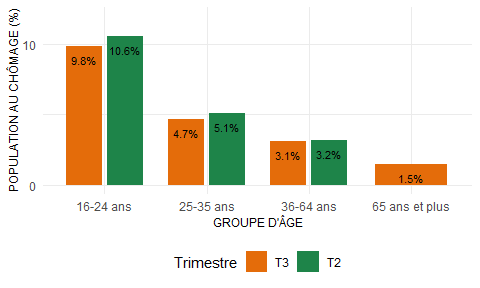 POPULATION AU CHÔMAGE (%)
10
0
9.8%
10.6%
4.7%
5.1%
3.1%
3.2%
1.5%
16-24 ans
25-35 ans
36-64 ans
65 ans et plus
GROUPE D'ÂGE
Trimestre
T3
T2